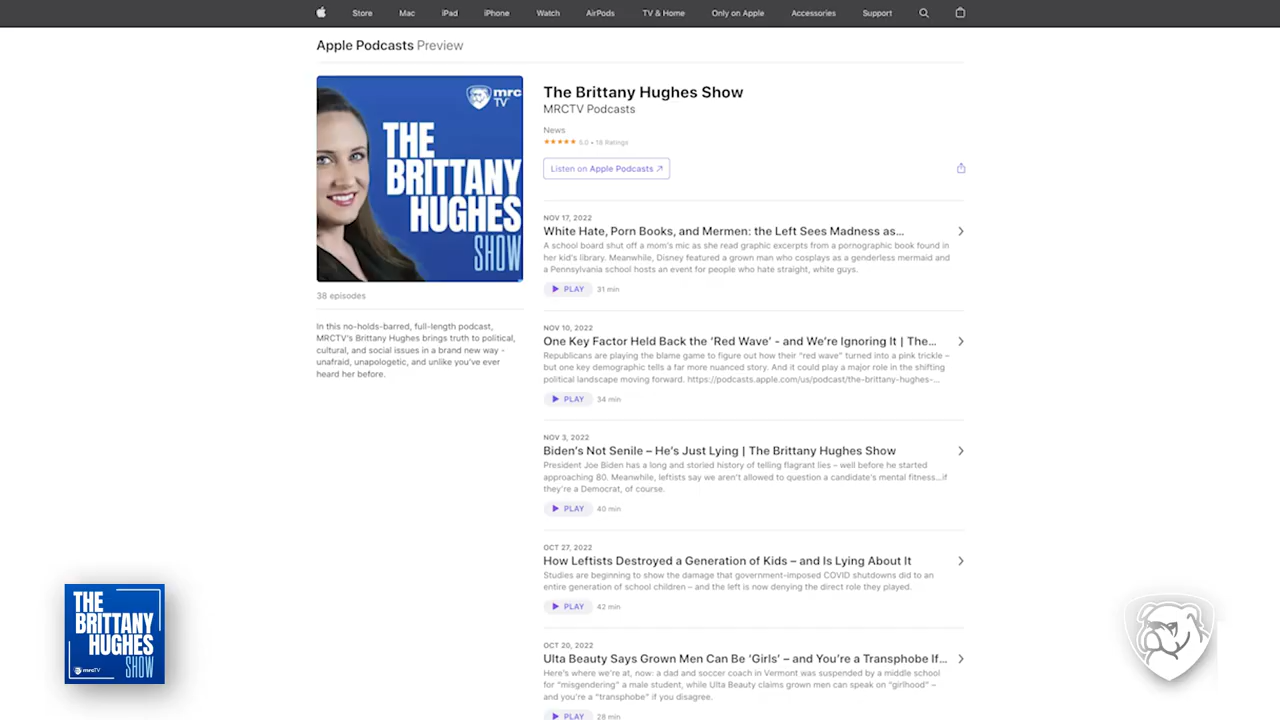 Store Mac iPad iPhone Watch AirPods TV & Home Only on Apple Accessories Support
Apple Podcasts Preview
mrc
TV
THE
BRITTANY
HUGHES
SHOW
38 episodes
In this no-holds-barred, full-length podcast,
MRCTV's Brittany Hughes brings truth to political,
cultural, and social issues in a brand new way -
unafraid, unapologetic, and unlike you've ever
heard her before.
The Brittany Hughes Show
MRCTV Podcasts
News
★★★★★ 5.0 • 18 Ratings
Listen on Apple Podcasts ↗
NOV 17, 2022
White Hate, Porn Books, and Mermen: the Left Sees Madness as...
A school board shut off a mom's mic as she read graphic excerpts from a pornographic book found in
her kid's library. Meanwhile, Disney featured a grown man who cosplays as a genderless mermaid and
a Pennsylvania school hosts an event for people who hate straight, white guys.
PLAY 31 min
NOV 10, 2022
One Key Factor Held Back the ‘Red Wave’ - and We’re Ignoring It | The...
Republicans are playing the blame game to figure out how their “red wave” turned into a pink trickle –
but one key demographic tells a far more nuanced story. And it could play a major role in the shifting
political landscape moving forward. https://podcasts.apple.com/us/podcast/the-brittany-hughes-...
PLAY 34 min
NOV 3, 2022
Biden’s Not Senile – He’s Just Lying | The Brittany Hughes Show
President Joe Biden has a long and storied history of telling flagrant lies – well before he started
approaching 80. Meanwhile, leftists say we aren’t allowed to question a candidate’s mental fitness...if
they’re a Democrat, of course.
PLAY 40 min
OCT 27, 2022
How Leftists Destroyed a Generation of Kids – and Is Lying About It
Studies are beginning to show the damage that government-imposed COVID shutdowns did to an
entire generation of school children – and the left is now denying the direct role they played.
PLAY 42 min
OCT 20, 2022
Ulta Beauty Says Grown Men Can Be ‘Girls’ – and You’re a Transphobe If...
Here’s where we’re at, now: a dad and soccer coach in Vermont was suspended by a middle school
for “misgendering” a male student, while Ulta Beauty claims grown men can speak on “girlhood” –
and you’re a “transphobe” if you disagree.
PLAY 28 min
THE
BRITTANY
HUGHES
SHOW
mrcTV